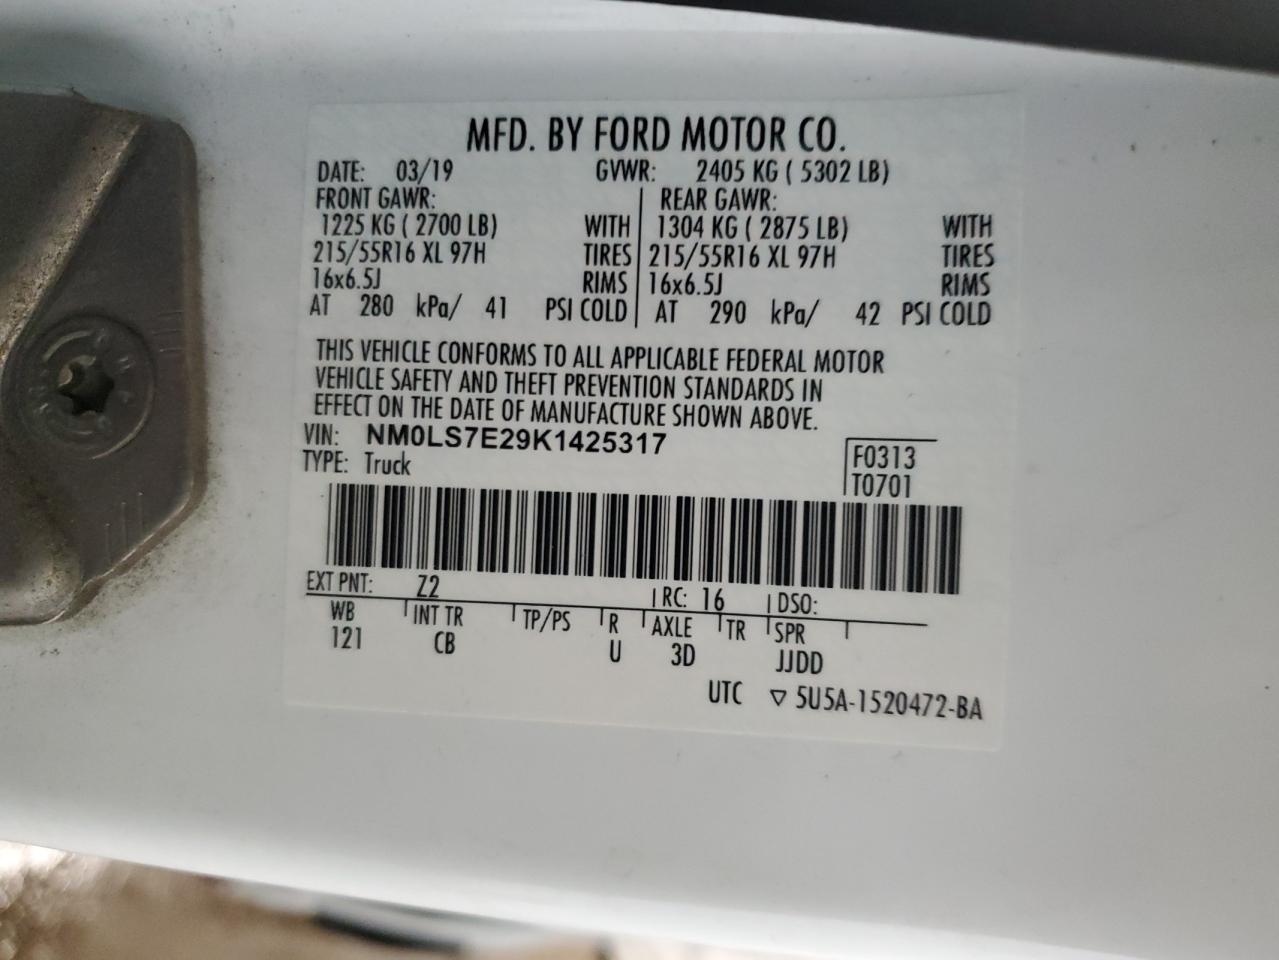 MFD. BY FORD MOTOR CO.
DATE: 03/19 GVWR: 2405 KG ( 5302 LB)
FRONT GAWR: REAR GAWR:
1225 KG ( 2700 LB) WITH 1304 KG ( 2875 LB) WITH
215/55R16 XL 97H TIRES 215/55R16 XL 97H TIRES
16x6.5J RIMS 16x6.5J RIMS
AT 280 kPa/ 41 PSI COLD AT 290 kPa/ 42 PSI COLD
THIS VEHICLE CONFORMS TO ALL APPLICABLE FEDERAL MOTOR
VEHICLE SAFETY AND THEFT PREVENTION STANDARDS IN
EFFECT ON THE DATE OF MANUFACTURE SHOWN ABOVE.
VIN: NM0LS7E29K1425317
TYPE: Truck
F0313
T0701
EXT PNT: Z2 RC: 16 DSO:
WB INT TR TP/PS R AXLE TR SPR
121 CB U 3D JJDD
UTC ▽ 5U5A-1520472-BA